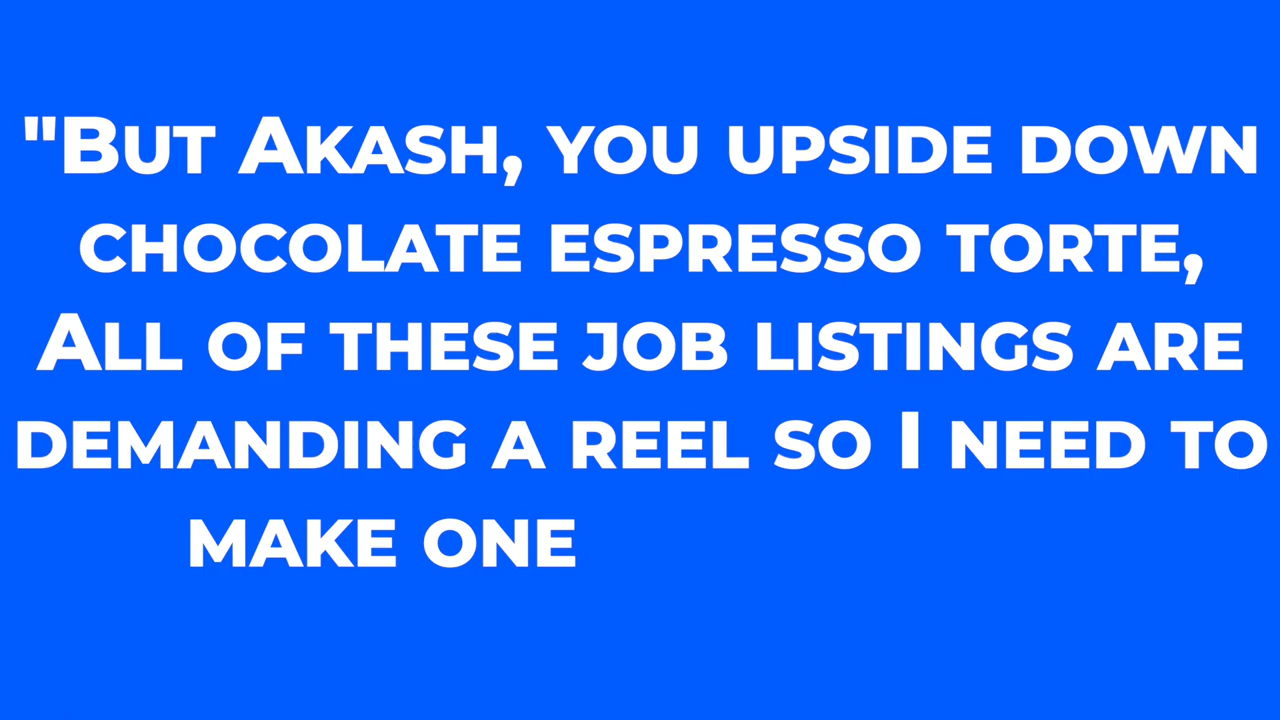 "But Akash, you upside down
chocolate espresso torte,
All of these job listings are
demanding a reel so I need to
make one